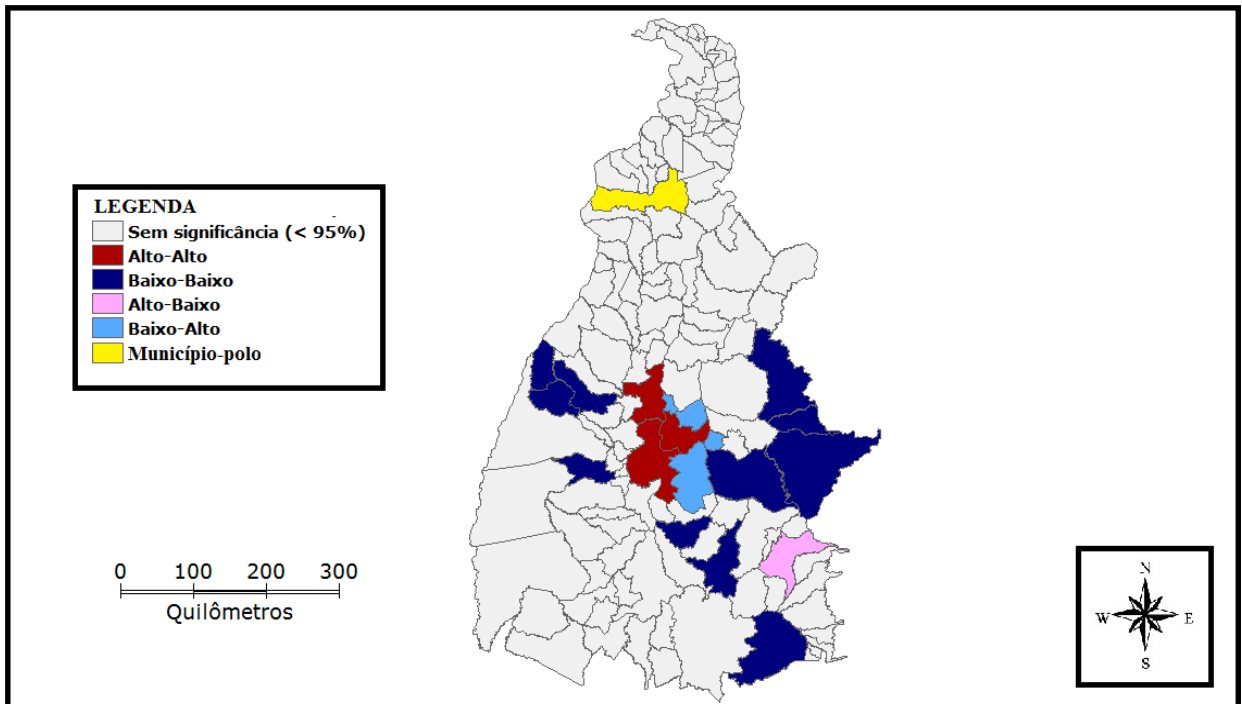 LEGENDA
Sem significância (< 95%)
Alto-Alto
Baixo-Baixo
Alto-Baixo
Baixo-Alto
Município-polo
0 100 200 300
Quilômetros
N
W E
S